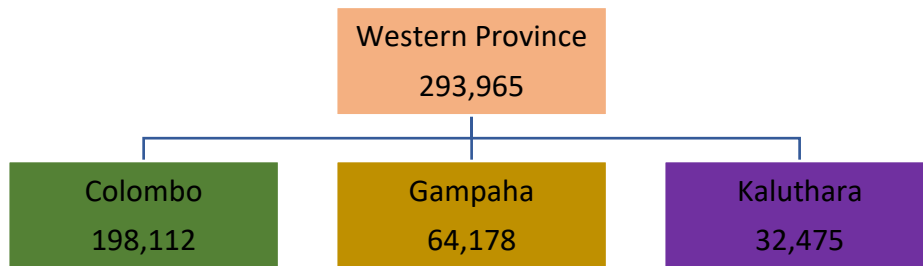 Western Province
293,965
Colombo
198,112
Gampaha
64,178
Kaluthara
32,475